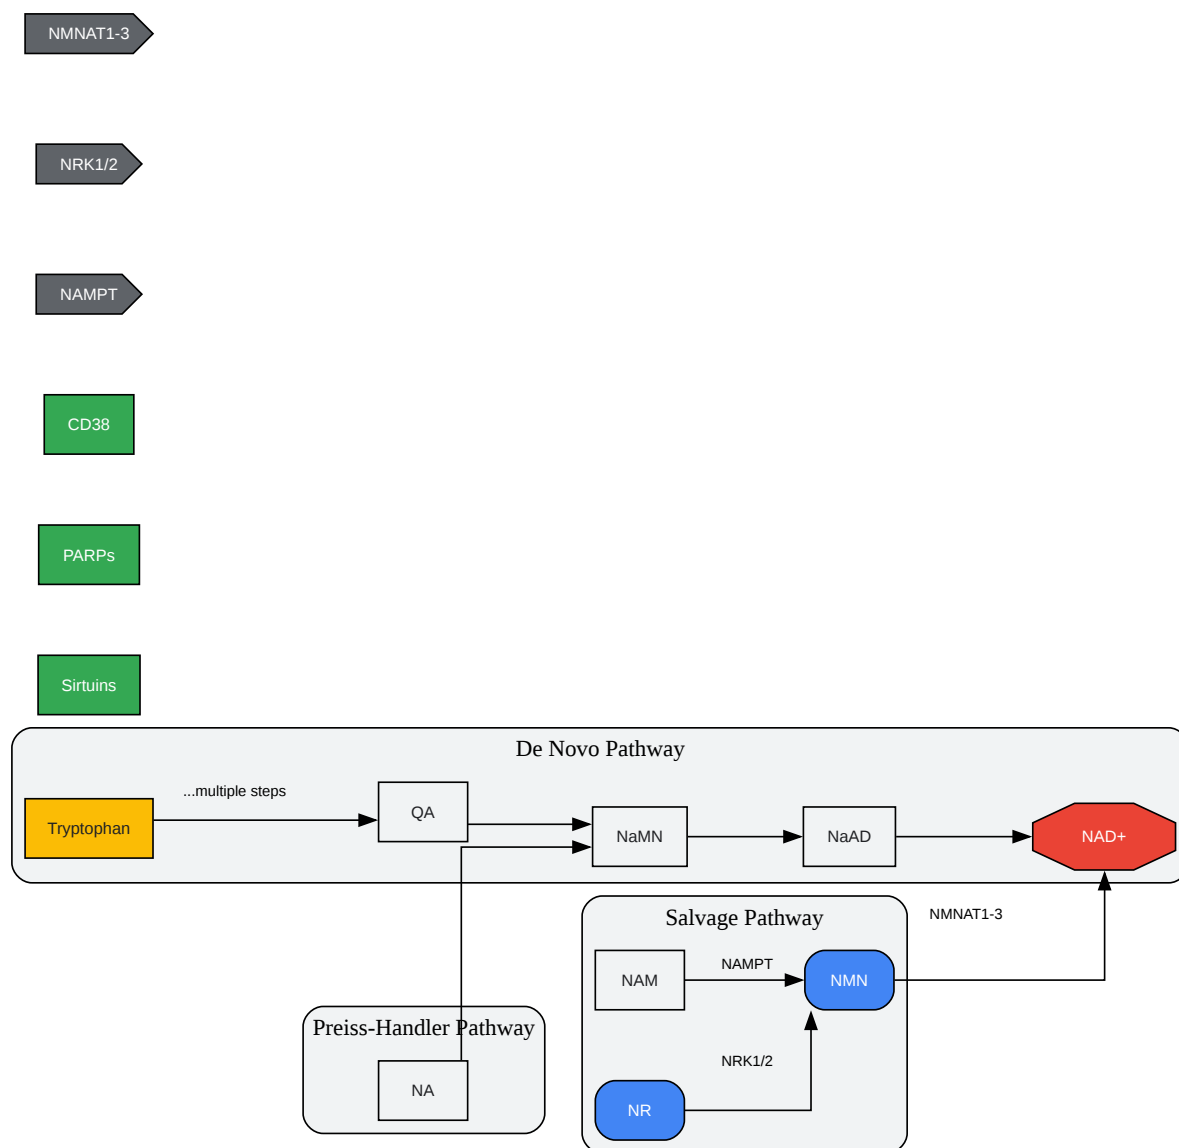 NMNAT1-3
NRK1/2
NAMPT
CD38
PARPs
Sirtuins
De Novo Pathway
...multiple steps
Tryptophan
QA
NaMN
NaAD
NAD+
Salvage Pathway
NMNAT1-3
NAM
NAMPT
NMN
Preiss-Handler Pathway
NRK1/2
NA
NR